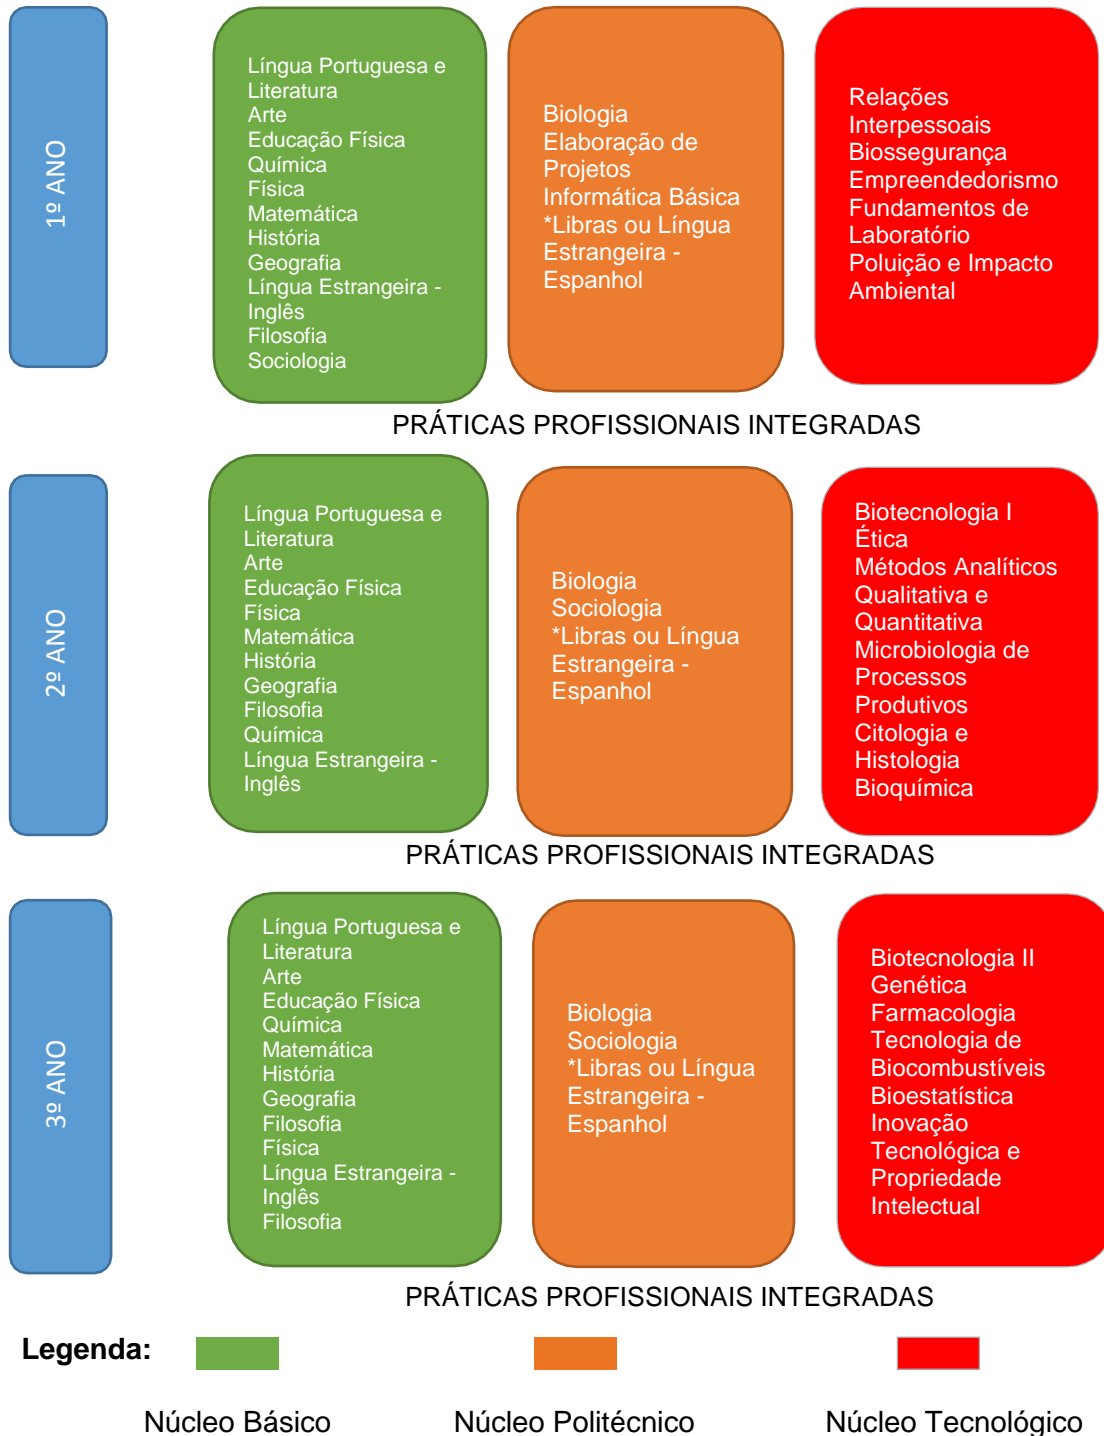 1º ANO
Língua Portuguesa e
Literatura
Arte
Educação Física
Química
Física
Matemática
História
Geografia
Língua Estrangeira -
Inglês
Filosofia
Sociologia
Biologia
Elaboração de
Projetos
Informática Básica
*Libras ou Língua
Estrangeira -
Espanhol
Relações
Interpessoais
Biossegurança
Empreendedorismo
Fundamentos de
Laboratório
Poluição e Impacto
Ambiental
PRÁTICAS PROFISSIONAIS INTEGRADAS
2º ANO
Língua Portuguesa e
Literatura
Arte
Educação Física
Física
Matemática
História
Geografia
Filosofia
Química
Língua Estrangeira -
Inglês
Biologia
Sociologia
*Libras ou Língua
Estrangeira -
Espanhol
Biotecnologia I
Ética
Métodos Analíticos
Qualitativa e
Quantitativa
Microbiologia de
Processos
Produtivos
Citologia e
Histologia
Bioquímica
PRÁTICAS PROFISSIONAIS INTEGRADAS
3º ANO
Língua Portuguesa e
Literatura
Arte
Educação Física
Química
Matemática
História
Geografia
Filosofia
Física
Língua Estrangeira -
Inglês
Filosofia
Biologia
Sociologia
*Libras ou Língua
Estrangeira -
Espanhol
Biotecnologia II
Genética
Farmacologia
Tecnologia de
Biocombustíveis
Bioestatística
Inovação
Tecnológica e
Propriedade
Intelectual
PRÁTICAS PROFISSIONAIS INTEGRADAS
Legenda:
Núcleo Básico
Núcleo Politécnico
Núcleo Tecnológico